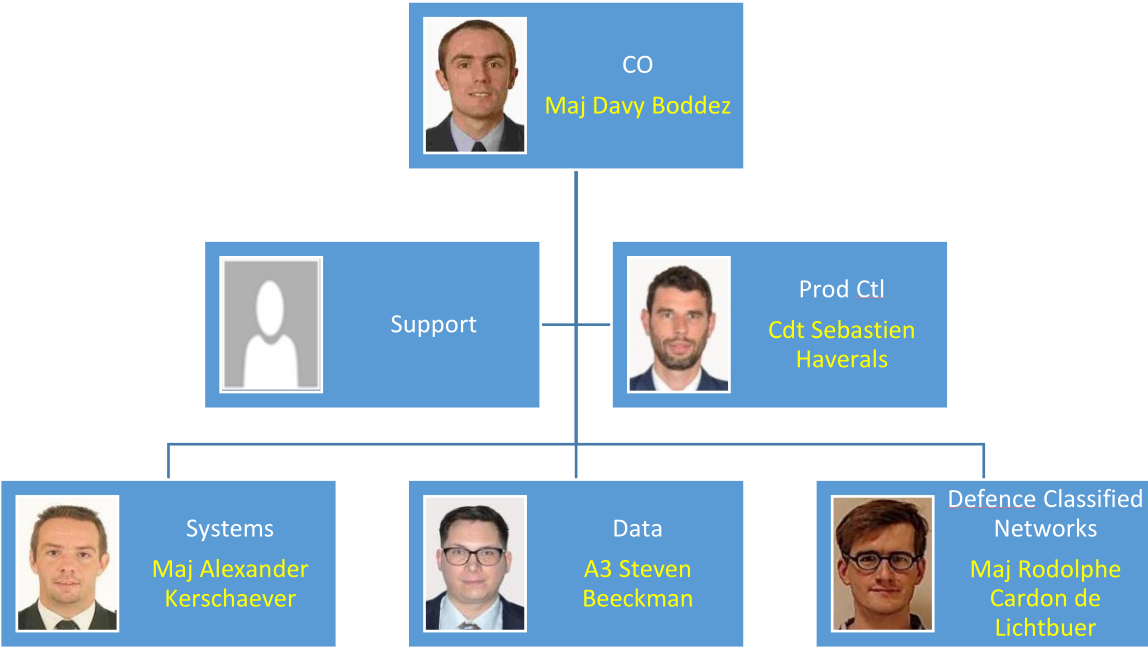 CO
Maj Davy Boddez
Support
Prod Ctl
Cdt Sebastien
Haverals
Systems
Maj Alexander
Kerschaever
Data
A3 Steven
Beeckman
Defence Classified
Networks
Maj Rodolphe
Cardon de
Lichtbuer